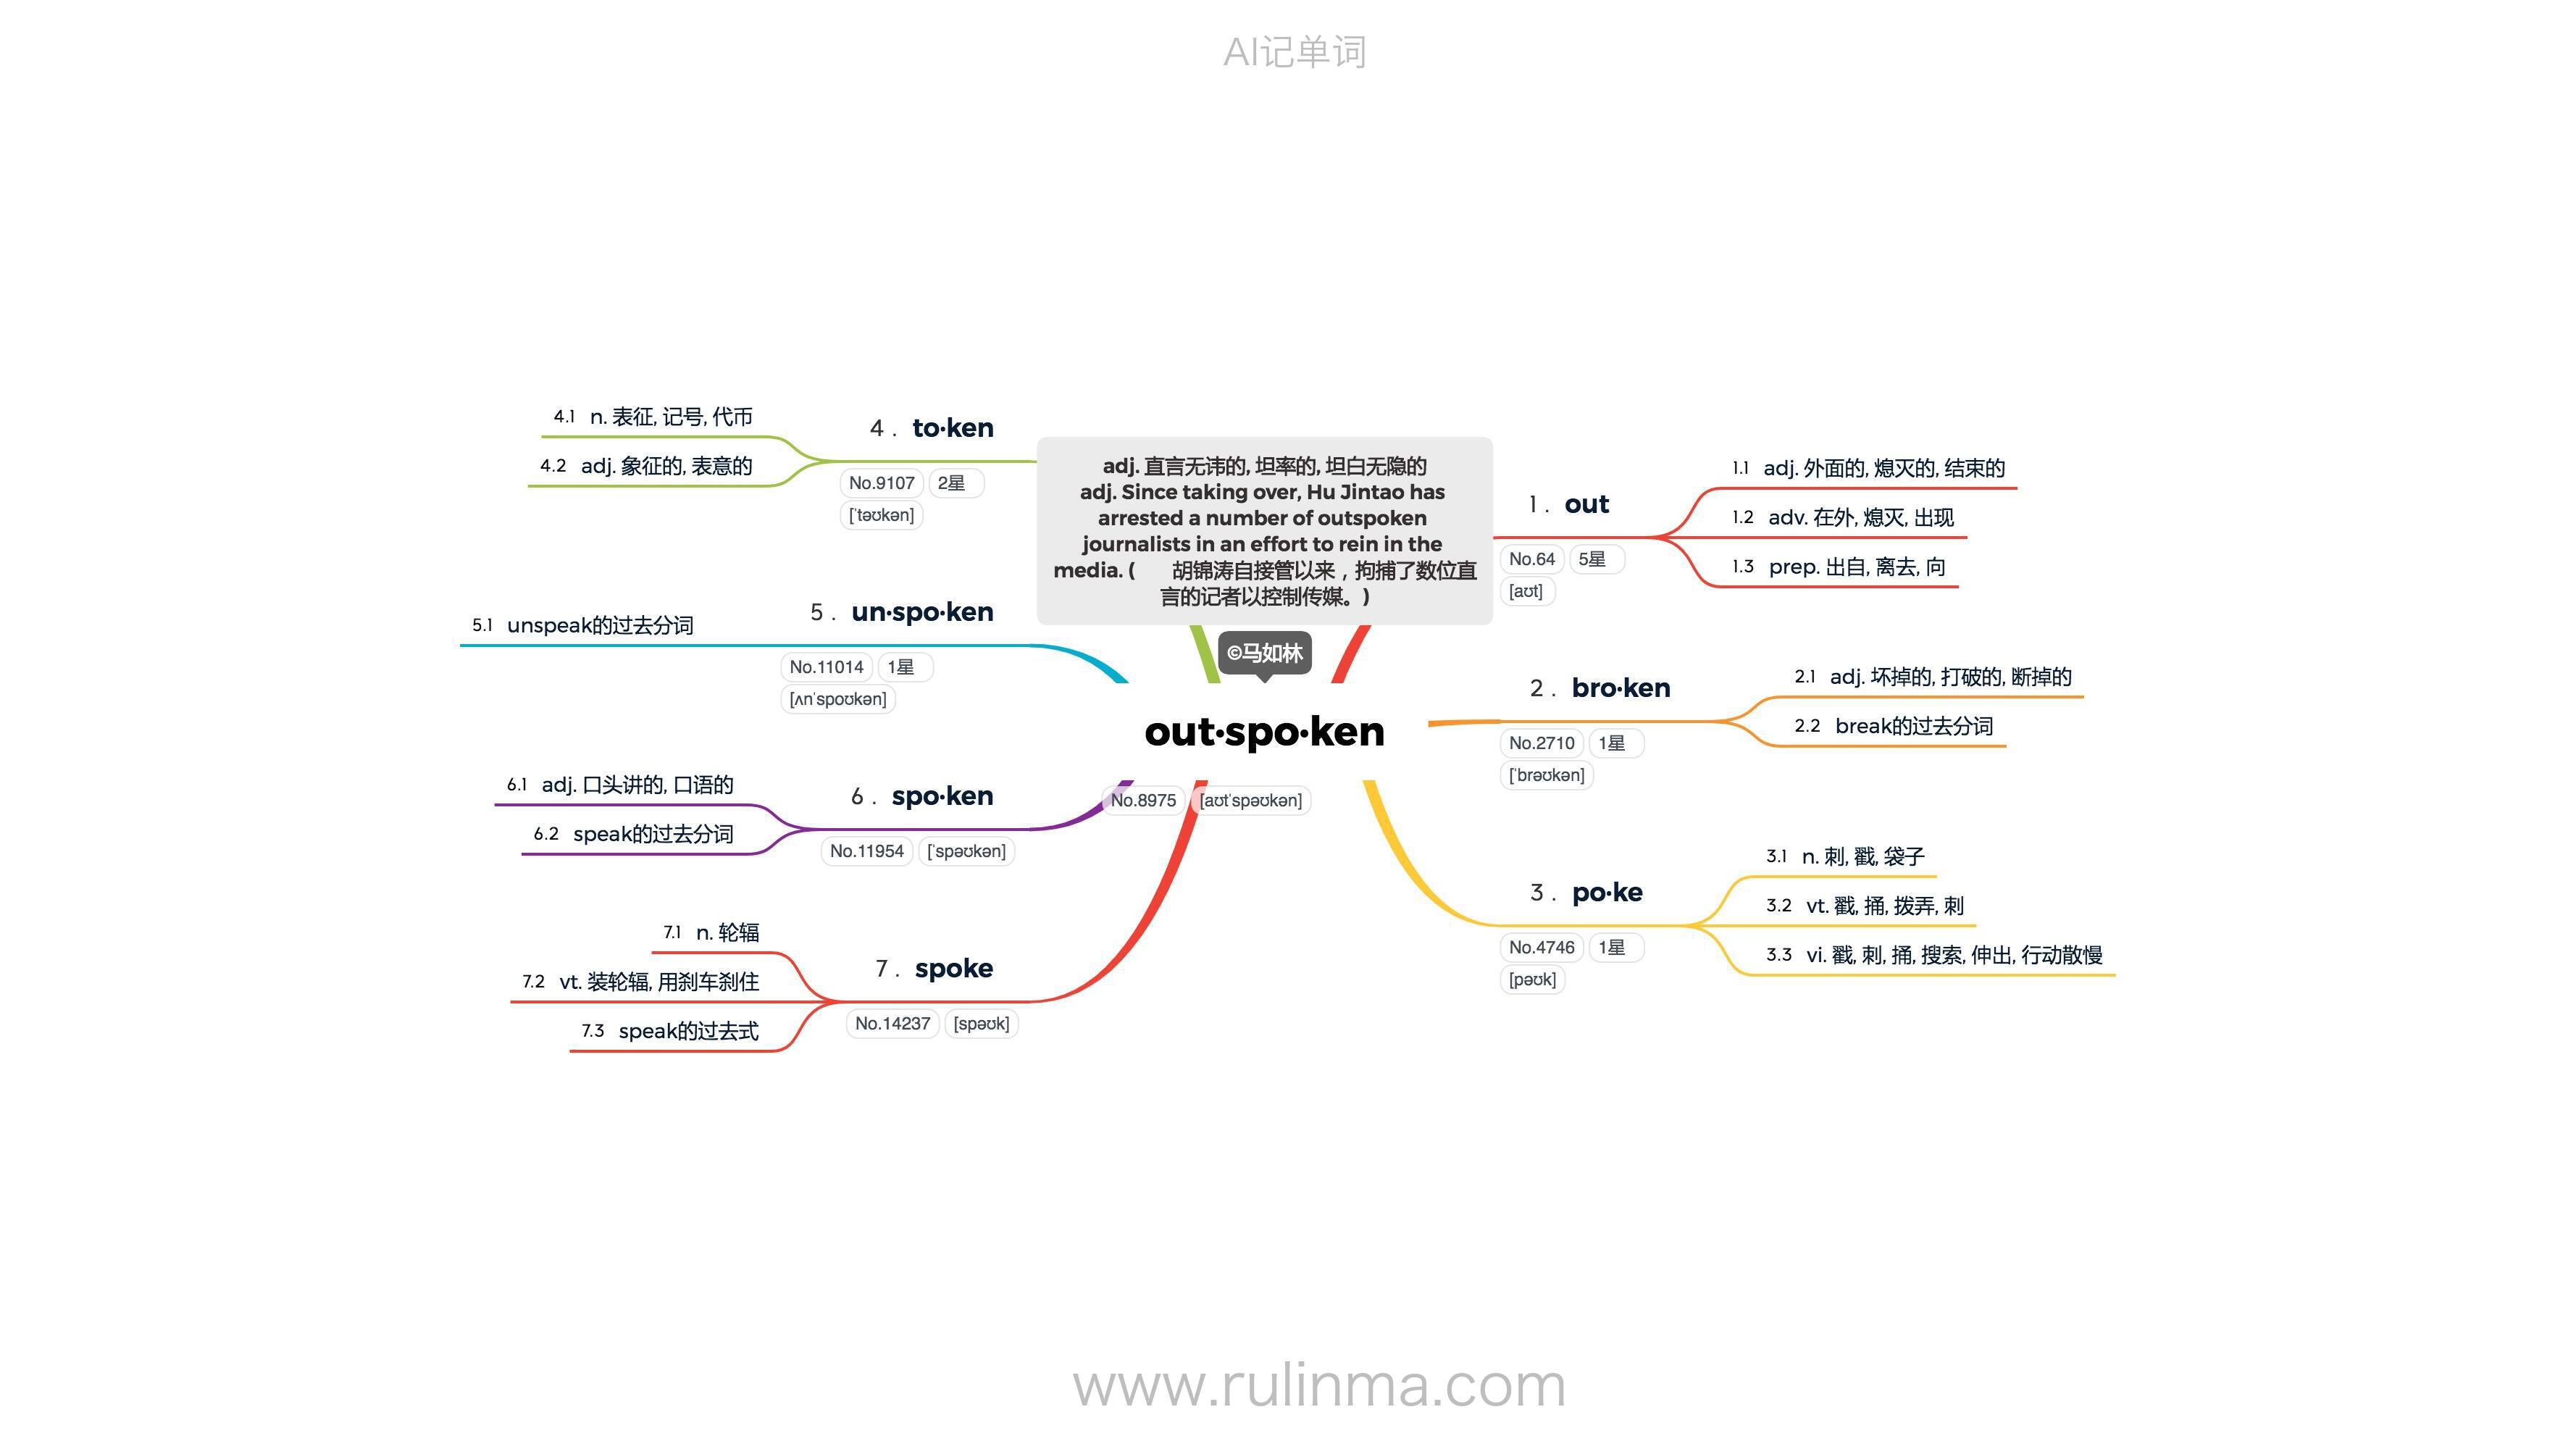 AI记单词
adj. 直言无讳的, 坦率的, 坦白无隐的
adj. Since taking over, Hu Jintao has
arrested a number of outspoken
journalists in an effort to rein in the
media. ( 胡锦涛自接管以来，拘捕了数位直
言的记者以控制传媒。)
©马如林
out·spo·ken
No.8975 [aʊtˈspəʊkən]
1 . out
No.64 5星
[aʊt]
1.1 adj. 外面的, 熄灭的, 结束的
1.2 adv. 在外, 熄灭, 出现
1.3 prep. 出自, 离去, 向
2 . bro·ken
No.2710 1星
[ˈbrəʊkən]
2.1 adj. 坏掉的, 打破的, 断掉的
2.2 break的过去分词
3 . po·ke
No.4746 1星
[pəʊk]
3.1 n. 刺, 戳, 袋子
3.2 vt. 戳, 捅, 拨弄, 刺
3.3 vi. 戳, 刺, 捅, 搜索, 伸出, 行动散慢
4 . to·ken
No.9107 2星
[ˈtəʊkən]
4.1 n. 表征, 记号, 代币
4.2 adj. 象征的, 表意的
5 . un·spo·ken
No.11014 1星
[ʌnˈspoʊkən]
5.1 unspeak的过去分词
6 . spo·ken
No.11954 [ˈspəʊkən]
6.1 adj. 口头讲的, 口语的
6.2 speak的过去分词
7 . spoke
No.14237 [spəʊk]
7.1 n. 轮辐
7.2 vt. 装轮辐, 用刹车刹住
7.3 speak的过去式
www.rulinma.com